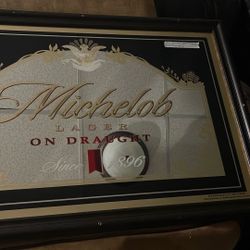 Michelob
LAGER
ON DRAUGHT
Since 1896